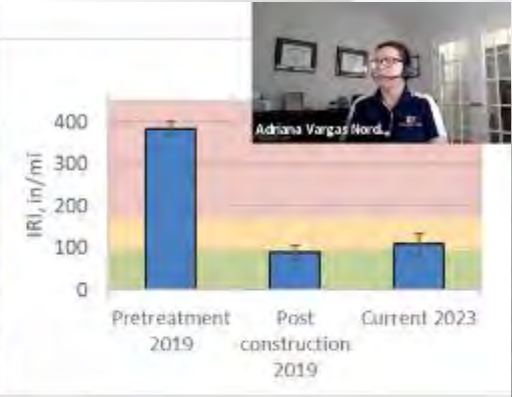 Adriana Vargas Nord...
IRI, in/mi
400
300
200
100
0
Pretreatment
2019
Post
construction
2019
Current 2023